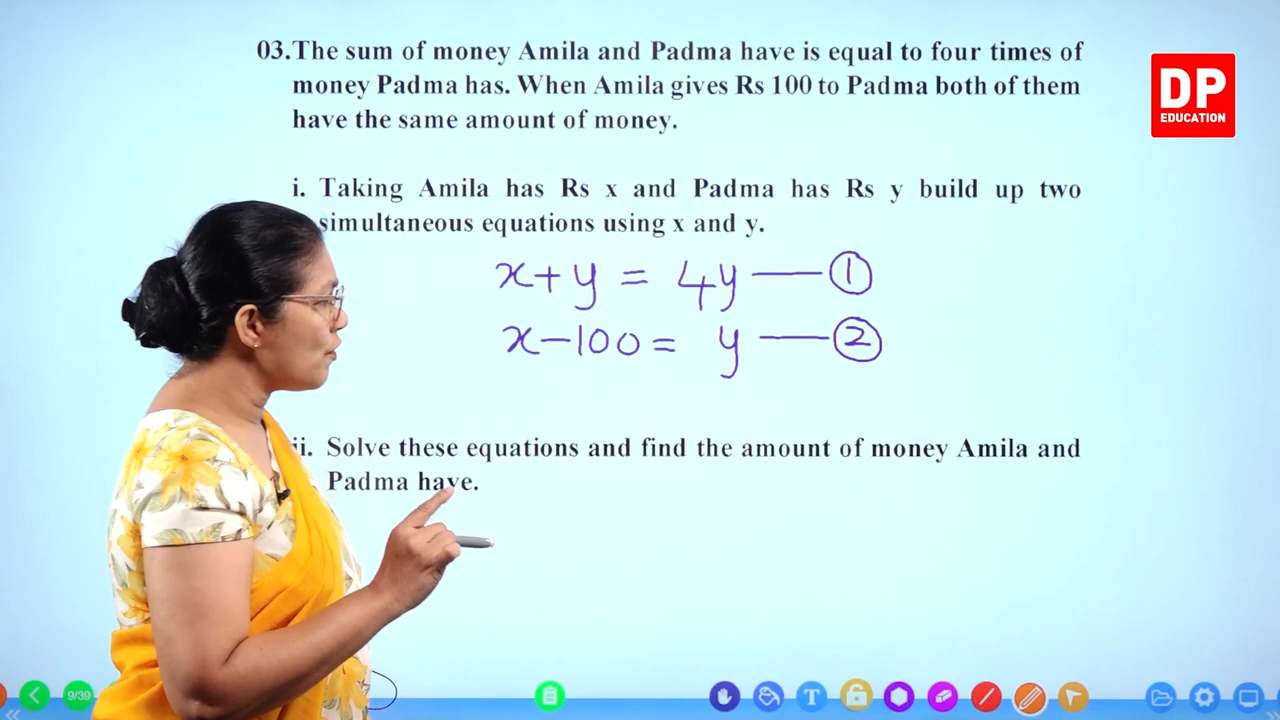 03.The sum of money Amila and Padma have is equal to four times of
money Padma has. When Amila gives Rs 100 to Padma both of them
have the same amount of money.
DP
EDUCATION
i. Taking Amila has Rs x and Padma has Rs y build up two
simultaneous equations using x and y.
x+y = 4y — ①
x-100 = y — ②
ii. Solve these equations and find the amount of money Amila and
Padma have.
9/39
T